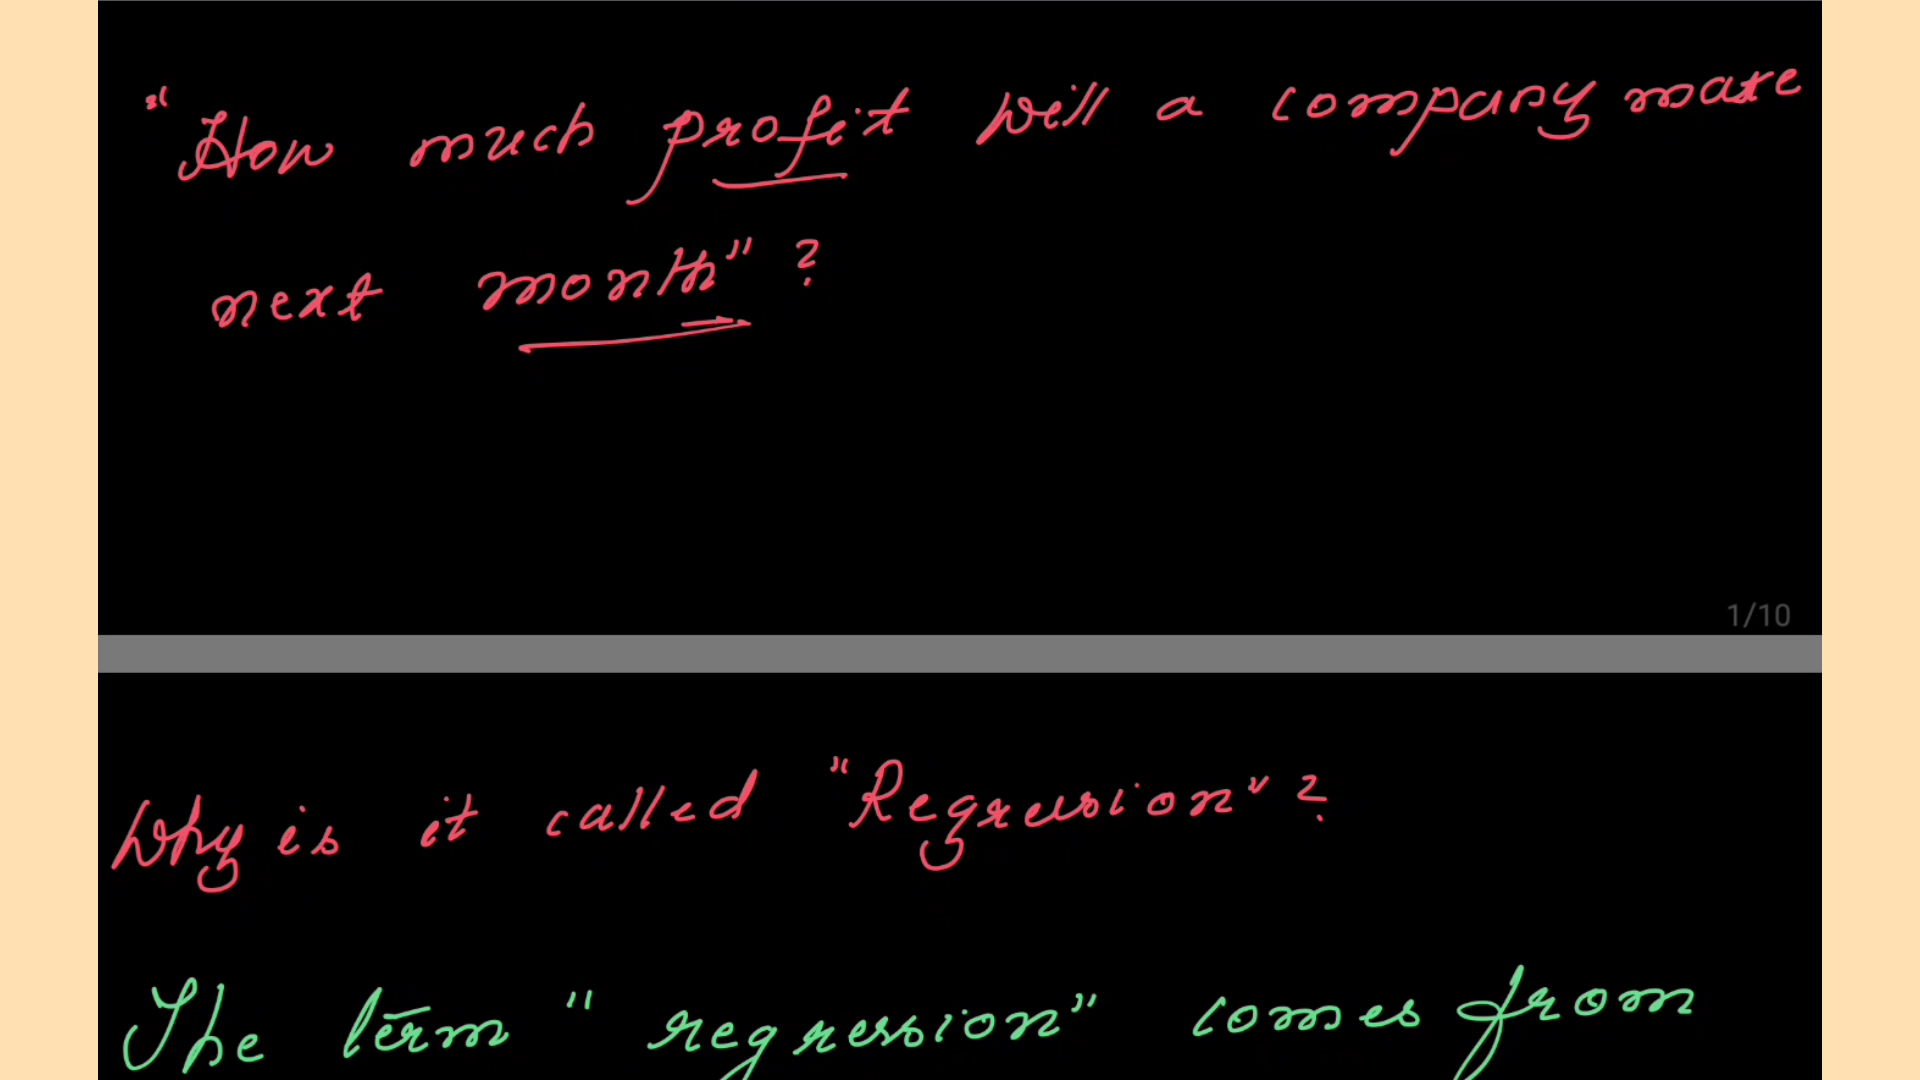 "How much profit will a company make
next month"?
1/10
Why is it called "Regression"?
The term "regression" comes from